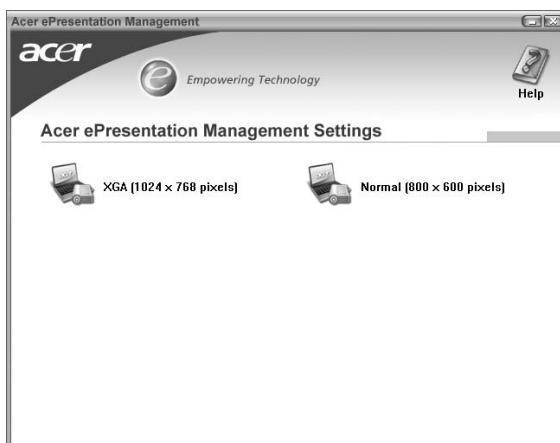 Acer ePresentation Management
acer
e Empowering Technology
Help
Acer ePresentation Management Settings
XGA (1024 x 768 pixels)
Normal (800 x 600 pixels)